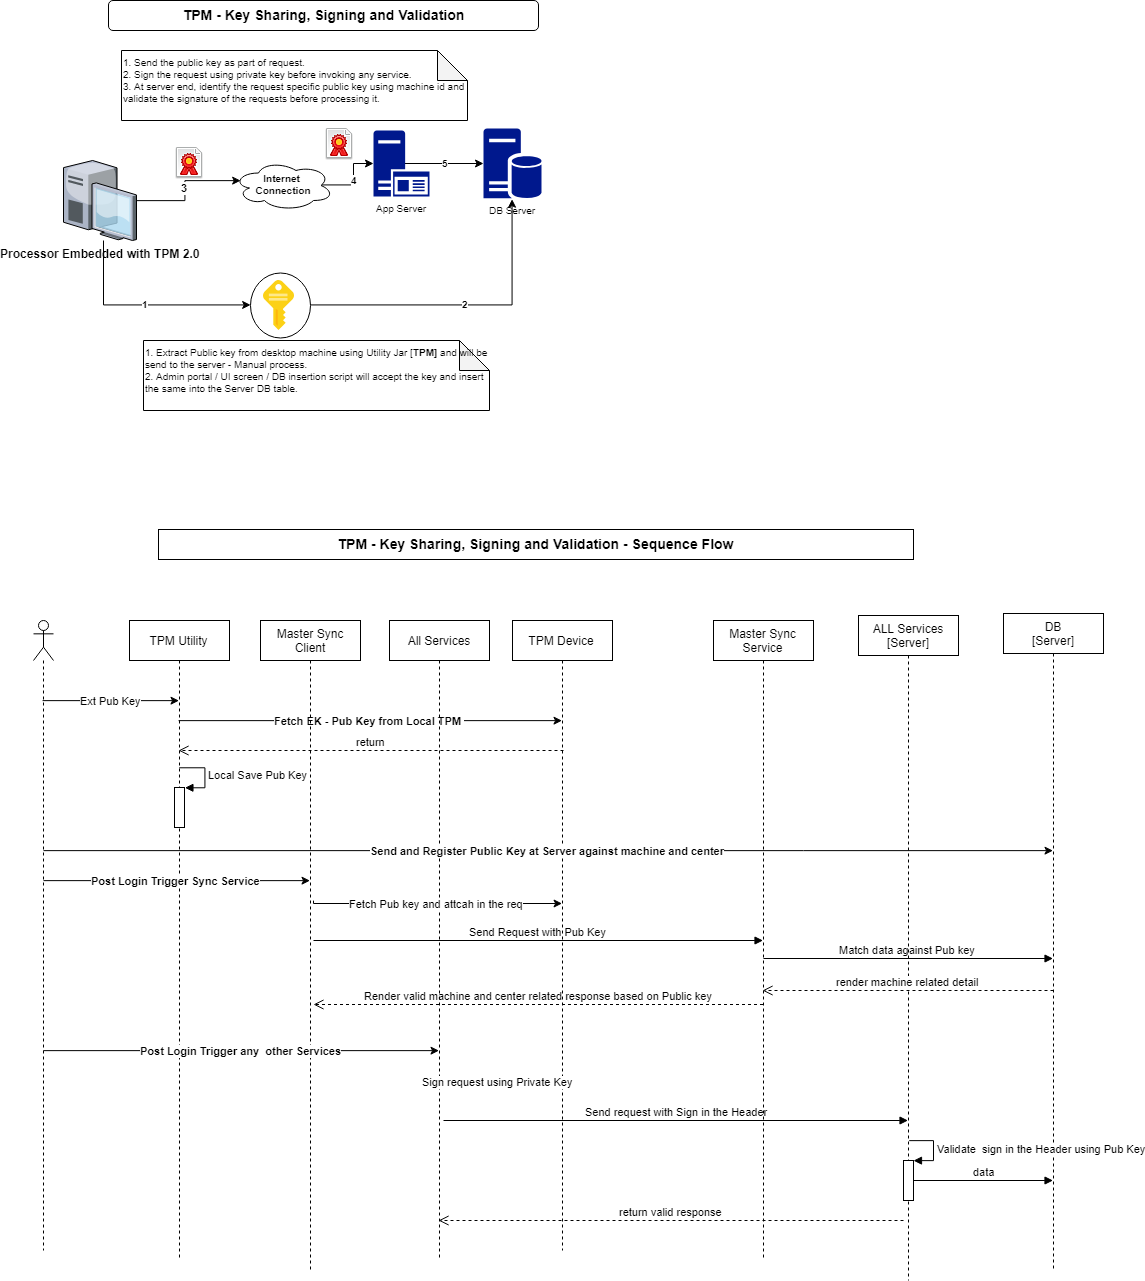 TPM - Key Sharing, Signing and Validation
1. Send the public key as part of request.
2. Sign the request using private key before invoking any service.
3. At server end, identify the request specific public key using machine id and
validate the signature of the requests before processing it.
3
Internet
Connection
4
5
App Server
DB Server
Processor Embedded with TPM 2.0
1
2
1. Extract Public key from desktop machine using Utility Jar [TPM] and will be
send to the server - Manual process.
2. Admin portal / UI screen / DB insertion script will accept the key and insert
the same into the Server DB table.
TPM - Key Sharing, Signing and Validation - Sequence Flow
TPM Utility
Master Sync
Client
All Services
TPM Device
Master Sync
Service
ALL Services
[Server]
DB
[Server]
Ext Pub Key
Fetch EK - Pub Key from Local TPM
return
Local Save Pub Key
Send and Register Public Key at Server against machine and center
Post Login Trigger Sync Service
Fetch Pub key and attcah in the req
Send Request with Pub Key
Match data against Pub key
render machine related detail
Render valid machine and center related response based on Public key
Post Login Trigger any  other Services
Sign request using Private Key
Send request with Sign in the Header
Validate  sign in the Header using Pub Key
data
return valid response